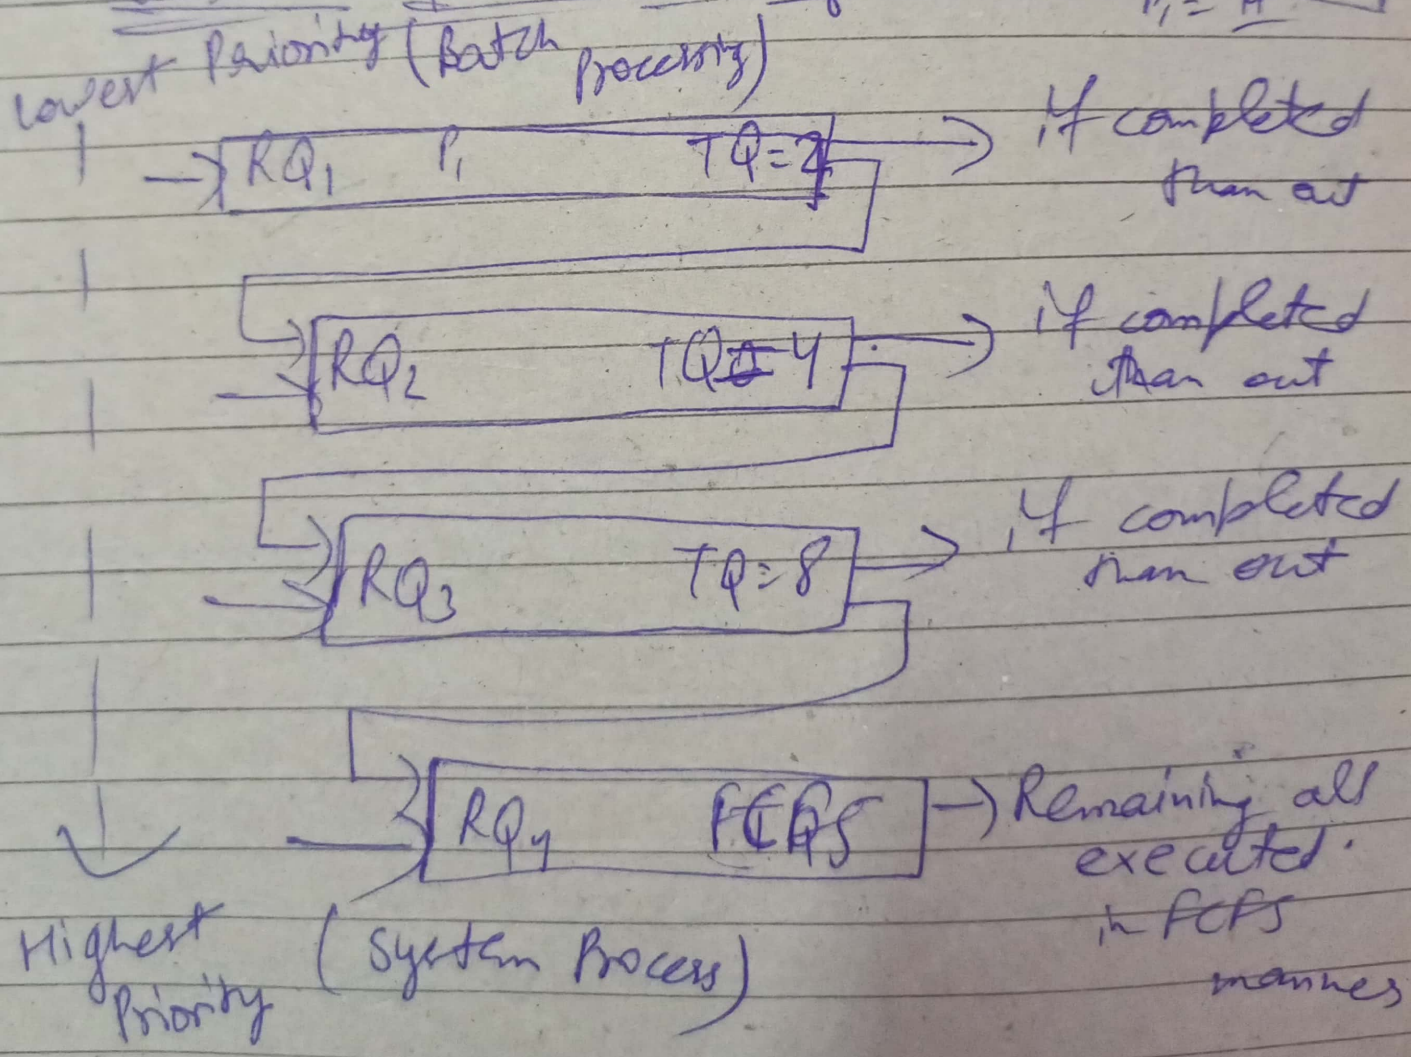 P₁ = A
Lowest Priority (Batch Processing)
RQ₁ P₁ TQ=2
if completed
than out
RQ₂ TQ=4
if completed
than out
RQ₃ TQ=8
if completed
than out
RQ₄ FCFS
Remaining all
executed.
in FCFS
manner
Highest
Priority
(System Process)